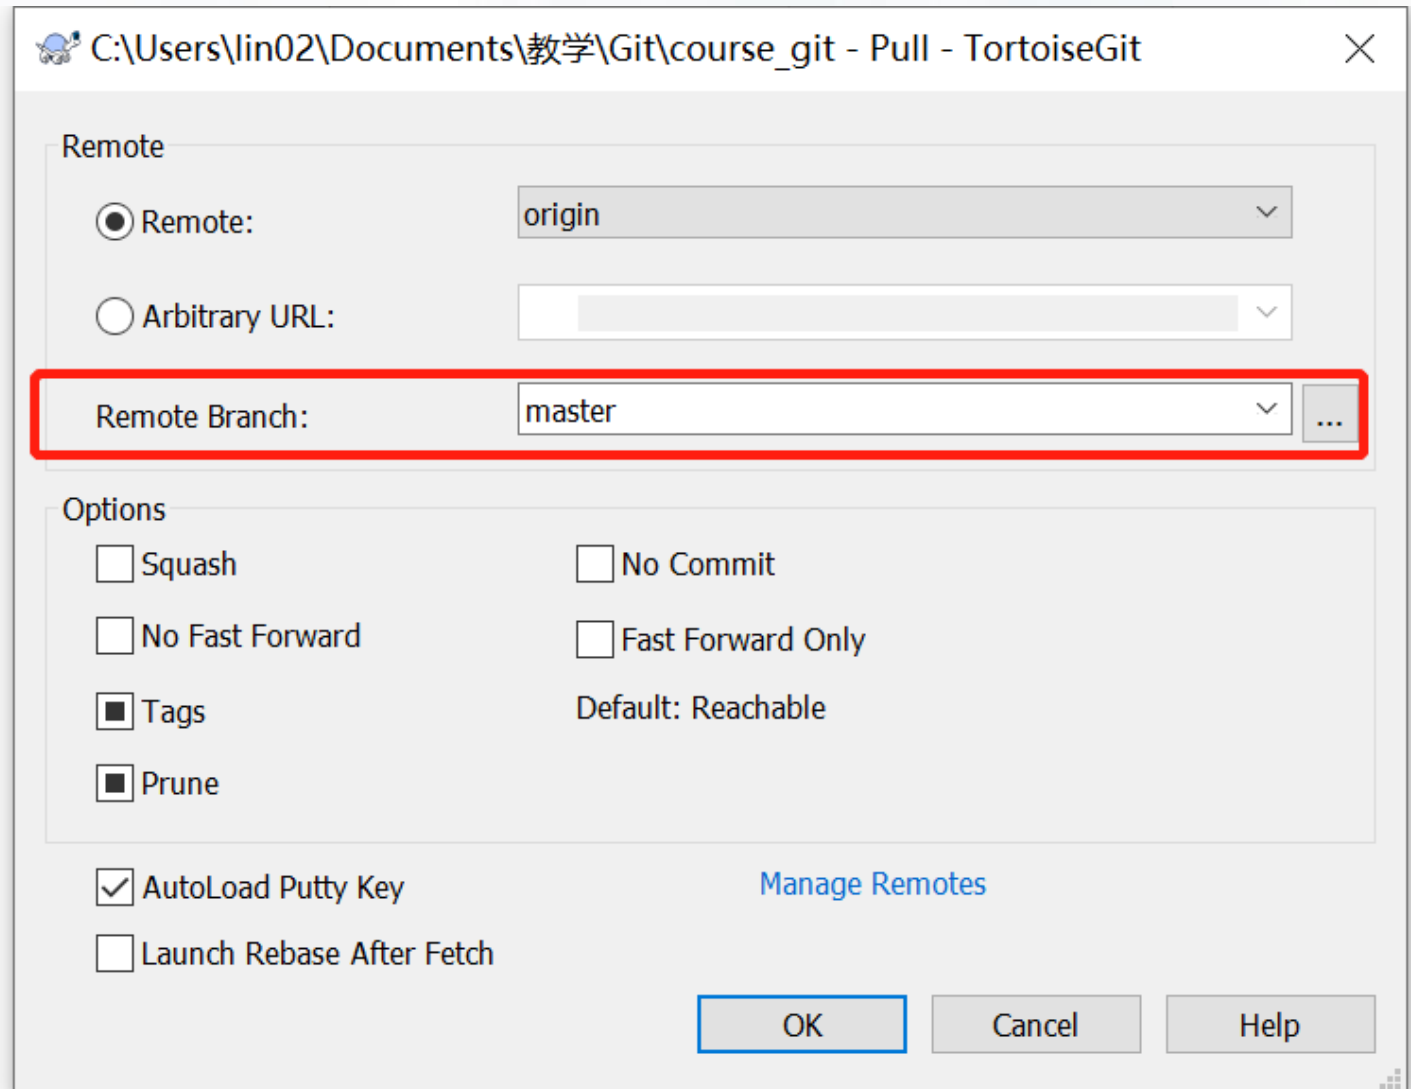 C:\Users\lin02\Documents\教学\Git\course_git - Pull - TortoiseGit
Remote
Remote:
origin
Arbitrary URL:
Remote Branch:
master
...
Options
Squash
No Commit
No Fast Forward
Fast Forward Only
Tags
Default: Reachable
Prune
AutoLoad Putty Key
Manage Remotes
Launch Rebase After Fetch
OK
Cancel
Help